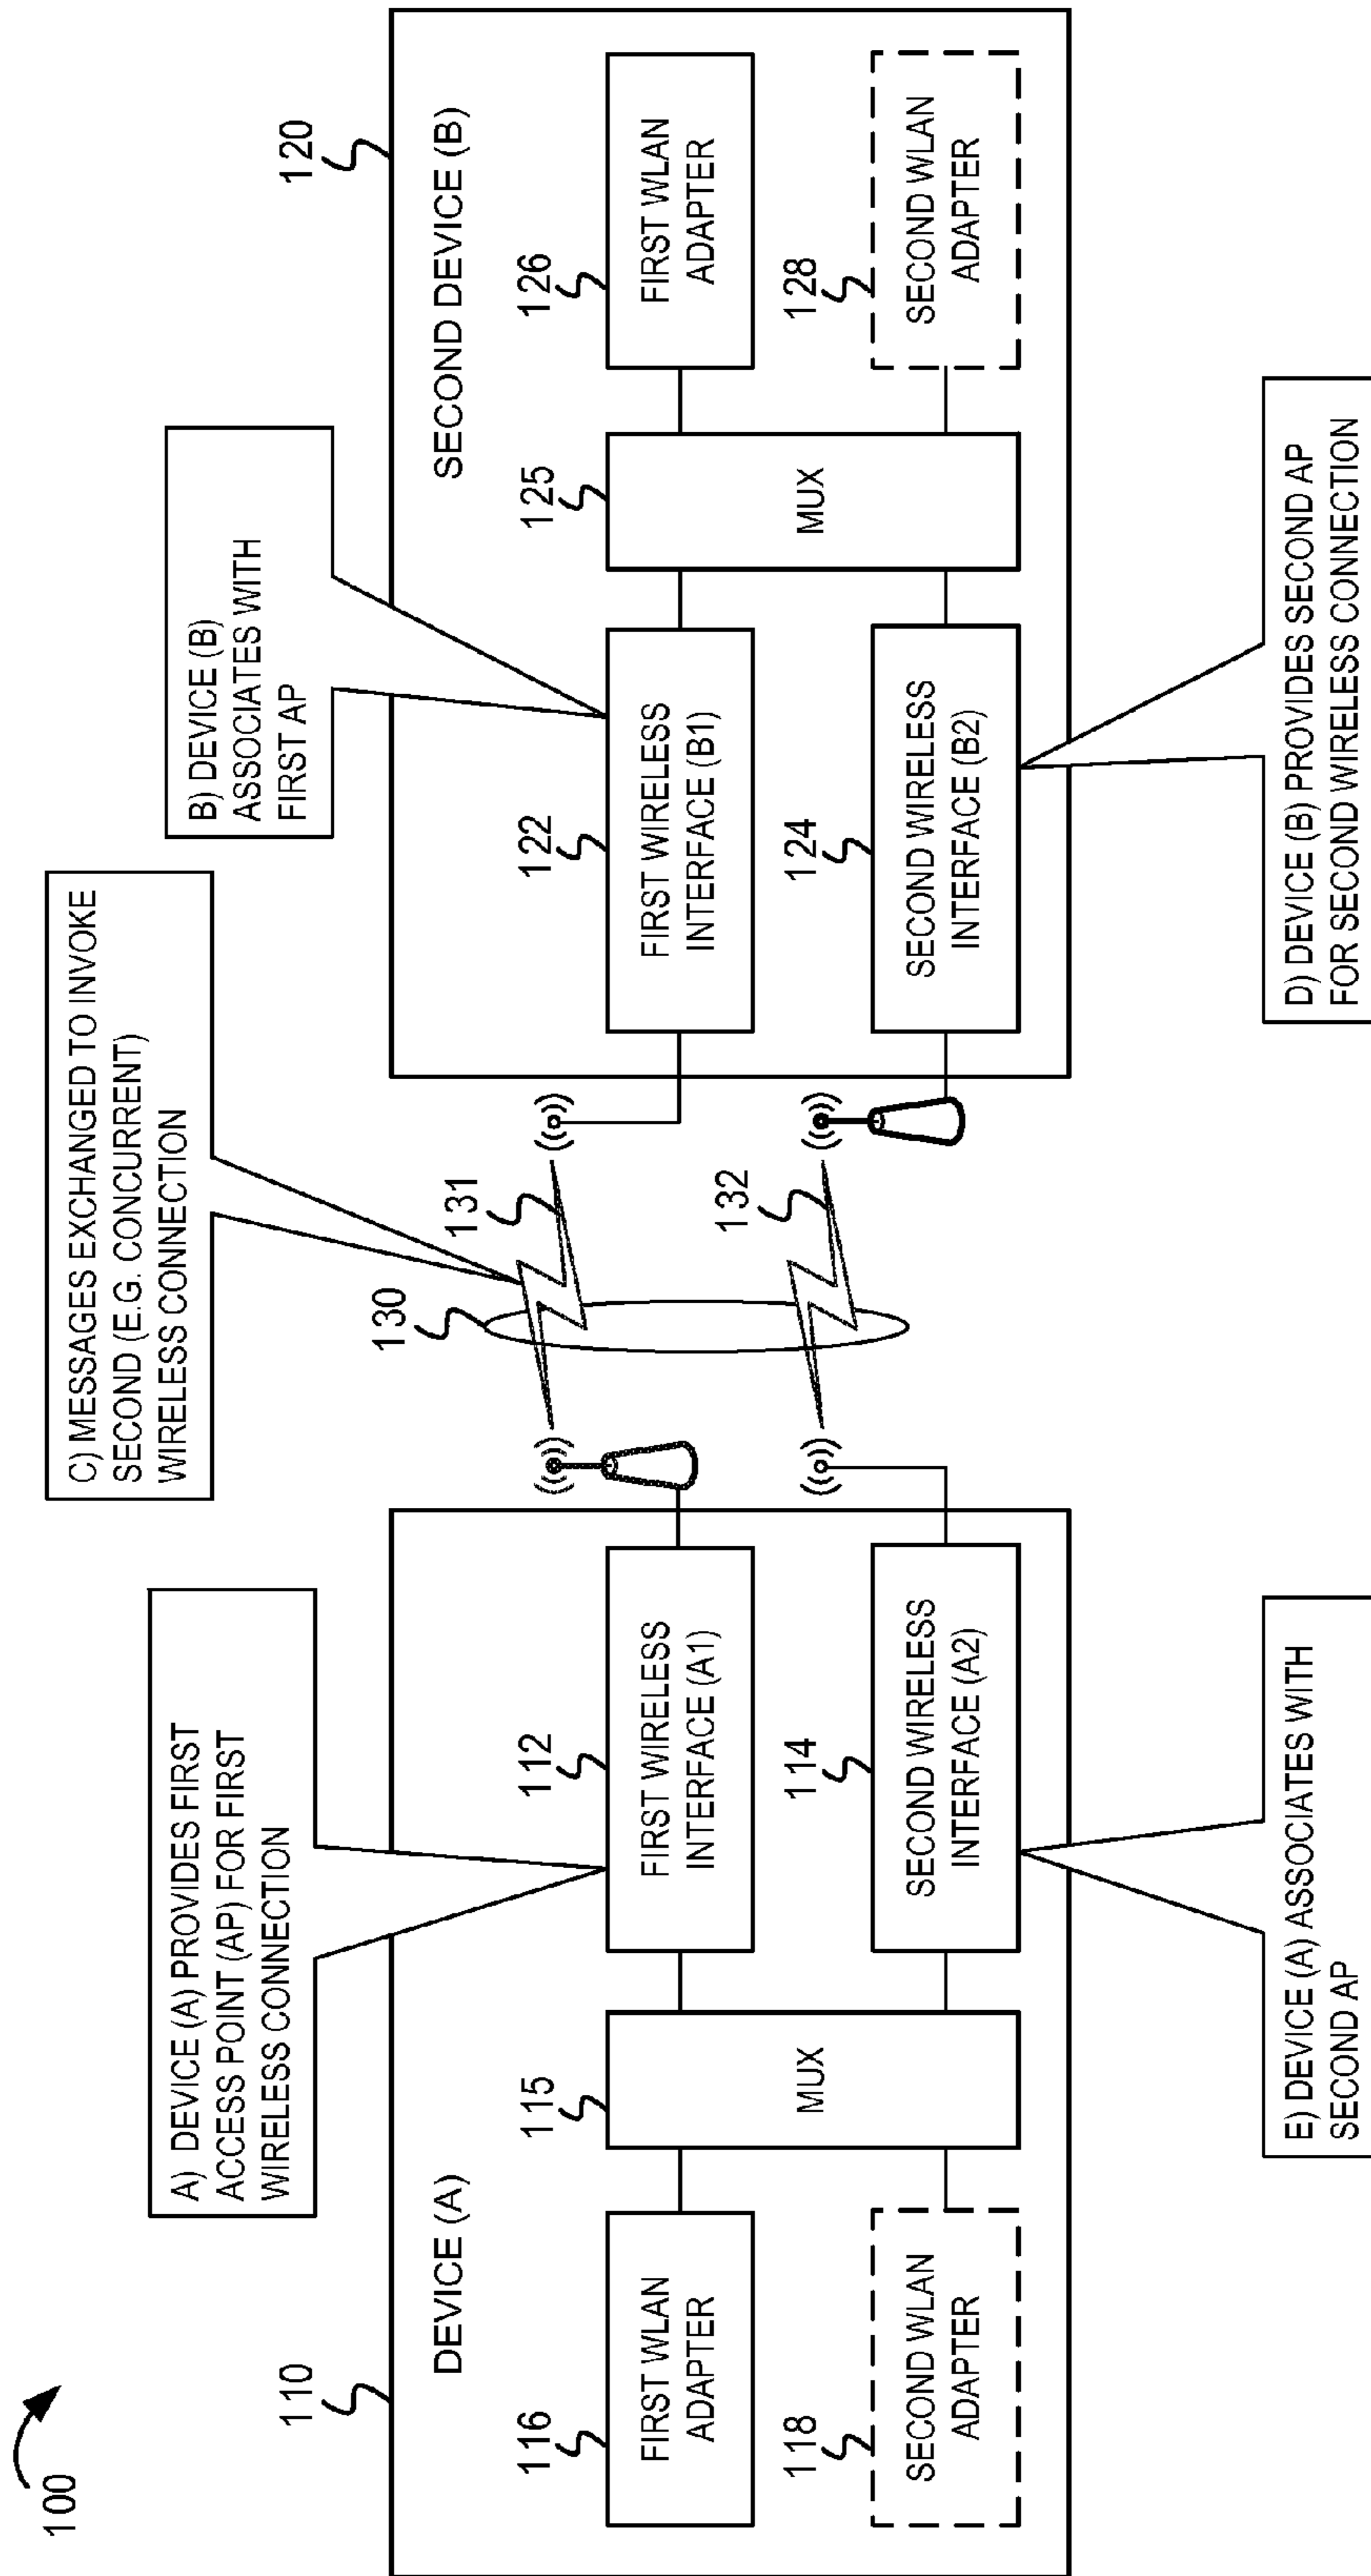 100
C) MESSAGES EXCHANGED TO INVOKE
SECOND (E.G. CONCURRENT)
WIRELESS CONNECTION
A) DEVICE (A) PROVIDES FIRST
ACCESS POINT (AP) FOR FIRST
WIRELESS CONNECTION
B) DEVICE (B)
ASSOCIATES WITH
FIRST AP
110
DEVICE (A)
116
FIRST WLAN
ADAPTER
118
SECOND WLAN
ADAPTER
115
MUX
112
FIRST WIRELESS
INTERFACE (A1)
114
SECOND WIRELESS
INTERFACE (A2)
130
131
132
120
SECOND DEVICE (B)
122
FIRST WIRELESS
INTERFACE (B1)
124
SECOND WIRELESS
INTERFACE (B2)
125
MUX
126
FIRST WLAN
ADAPTER
128
SECOND WLAN
ADAPTER
E) DEVICE (A) ASSOCIATES WITH
SECOND AP
D) DEVICE (B) PROVIDES SECOND AP
FOR SECOND WIRELESS CONNECTION